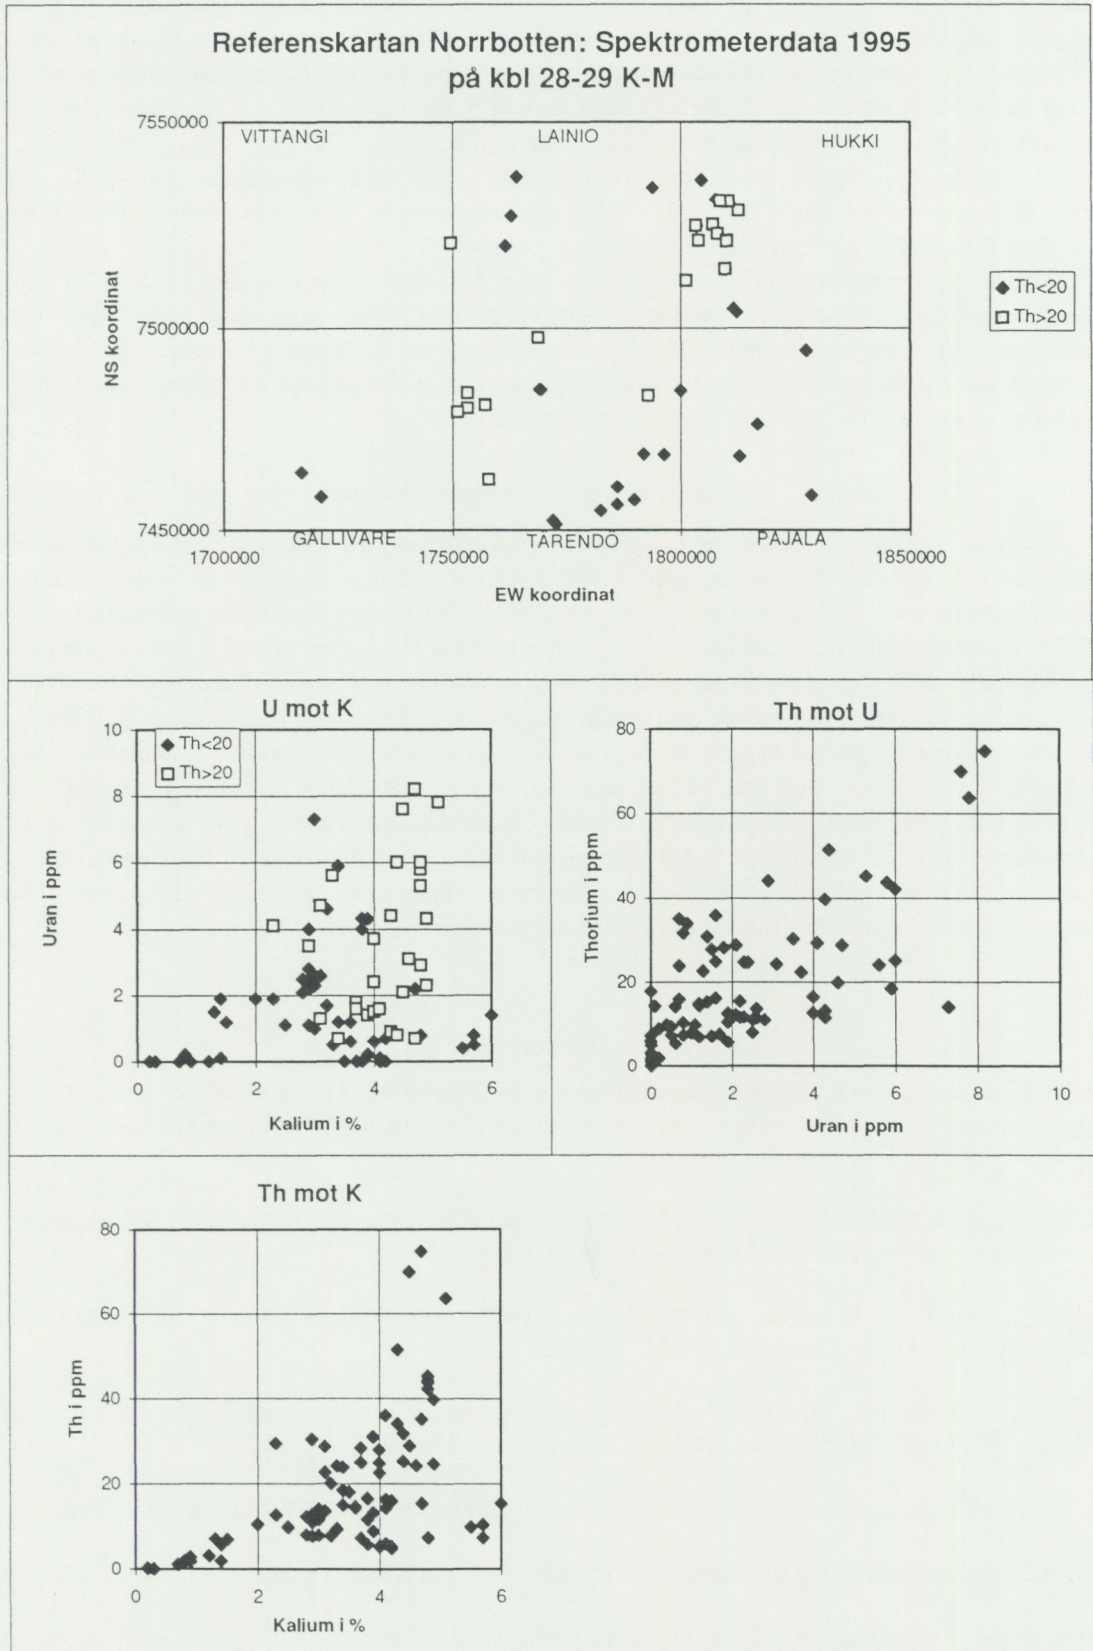 Referenskartan Norrbotten: Spektrometerdata 1995
på kbl 28-29 K-M
7550000
VITTANGI LAINIO HUKKI
NS koordinat
7500000
Th<20
Th>20
7450000
GÄLLIVARE TÄRENDÖ PAJALA
1700000 1750000 1800000 1850000
EW koordinat
U mot K
10
Th<20
Th>20
8
6
Uran i ppm
4
2
0
0 2 4 6
Kalium i %
Th mot U
80
60
Thorium i ppm
40
20
0
0 2 4 6 8 10
Uran i ppm
Th mot K
80
60
Th i ppm
40
20
0
0 2 4 6
Kalium i %